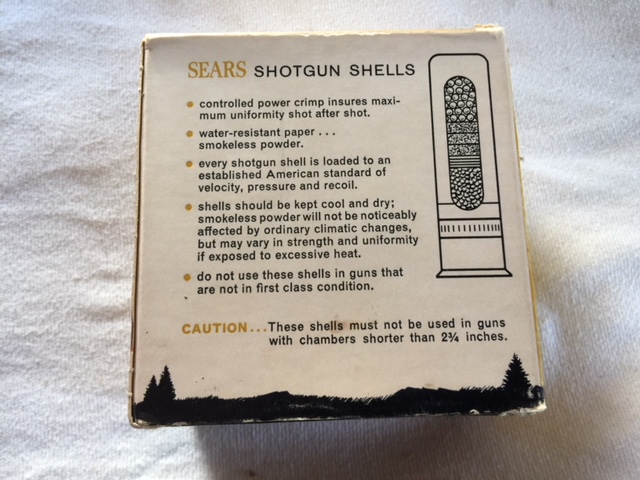 SEARS SHOTGUN SHELLS
• controlled power crimp insures maxi-
mum uniformity shot after shot.
• water-resistant paper . . .
smokeless powder.
• every shotgun shell is loaded to an
established American standard of
velocity, pressure and recoil.
• shells should be kept cool and dry;
smokeless powder will not be noticeably
affected by ordinary climatic changes,
but may vary in strength and uniformity
if exposed to excessive heat.
• do not use these shells in guns that
are not in first class condition.
CAUTION...These shells must not be used in guns
with chambers shorter than 2¾ inches.